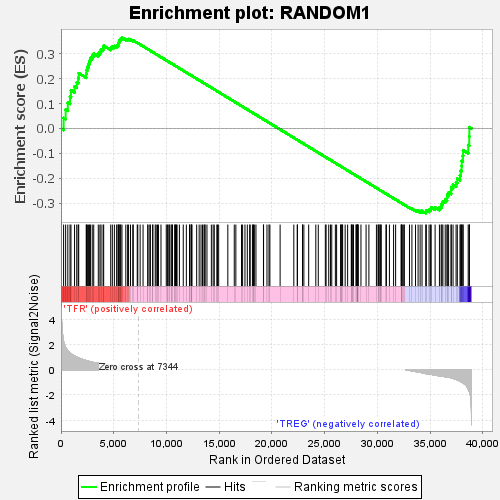 Enrichment plot: RANDOM1
Enrichment score (ES)
0.3
0.2
0.1
0.0
-0.1
-0.2
-0.3
'TFR' (positively correlated)
Zero cross at 7344
'TREG' (negatively correlated)
Ranked list metric (Signal2Noise)
4
2
0
-2
-4
0
5,000
10,000
15,000
20,000
25,000
30,000
35,000
40,000
Rank in Ordered Dataset
Enrichment profile
Hits
Ranking metric scores